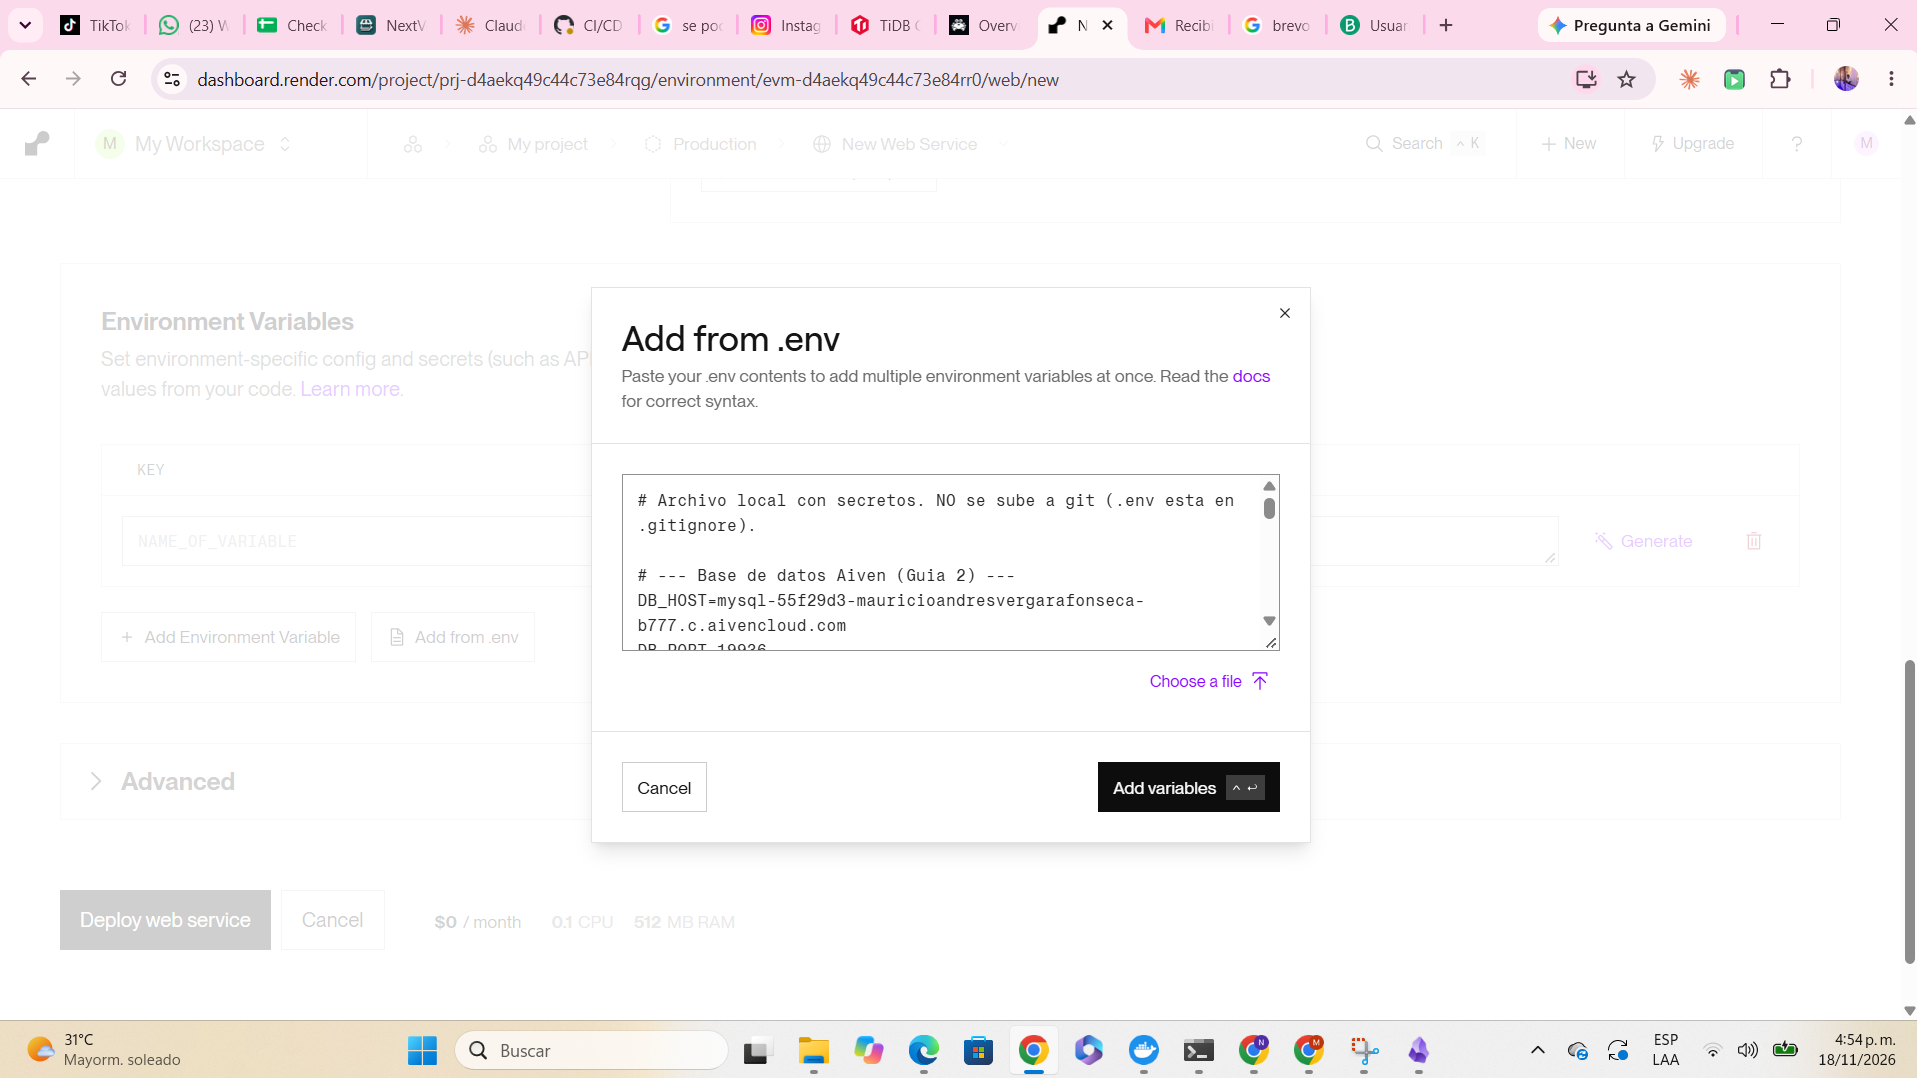 TikTok
(23) W
Check
NextV
Claude
CI/CD
se pod
Instag
TiDB C
Overv
N
Recibi
brevo
Usuar
Pregunta a Gemini
dashboard.render.com/project/prj-d4aekq49c44c73e84rqg/environment/evm-d4aekq49c44c73e84rr0/web/new
M My Workspace
My project
Production
New Web Service
Search ^ K
+ New
Upgrade
?
M
Environment Variables
Set environment-specific config and secrets (such as API
values from your code. Learn more.
KEY
NAME_OF_VARIABLE
Generate
+ Add Environment Variable
Add from .env
Add from .env
Paste your .env contents to add multiple environment variables at once. Read the docs
for correct syntax.
# Archivo local con secretos. NO se sube a git (.env esta en
.gitignore).
# --- Base de datos Aiven (Guia 2) ---
DB_HOST=mysql-55f29d3-mauricioandresvergarafonseca-
b777.c.aivencloud.com
DB_PORT=19936
Choose a file
Cancel
Add variables ^ ↩
Advanced
Deploy web service
Cancel
$0 / month
0.1 CPU
512 MB RAM
31°C
Mayorm. soleado
Buscar
N
M
ESP
LAA
4:54 p. m.
18/11/2026